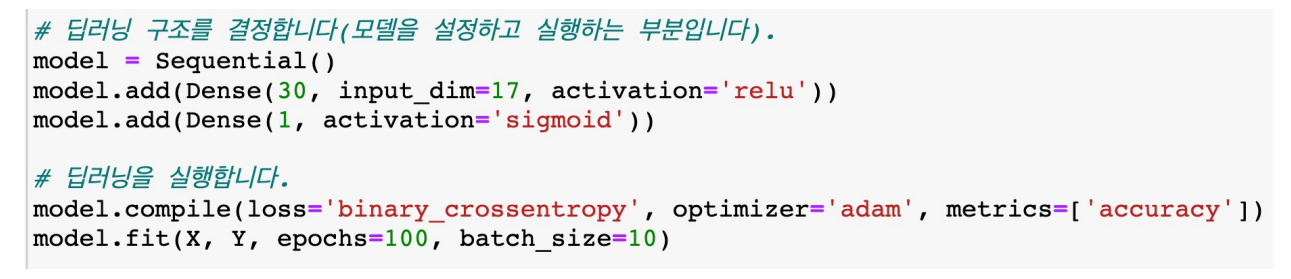 # 딥러닝 구조를 결정합니다(모델을 설정하고 실행하는 부분입니다).
model = Sequential()
model.add(Dense(30, input_dim=17, activation='relu'))
model.add(Dense(1, activation='sigmoid'))
# 딥러닝을 실행합니다.
model.compile(loss='binary_crossentropy', optimizer='adam', metrics=['accuracy'])
model.fit(X, Y, epochs=100, batch_size=10)